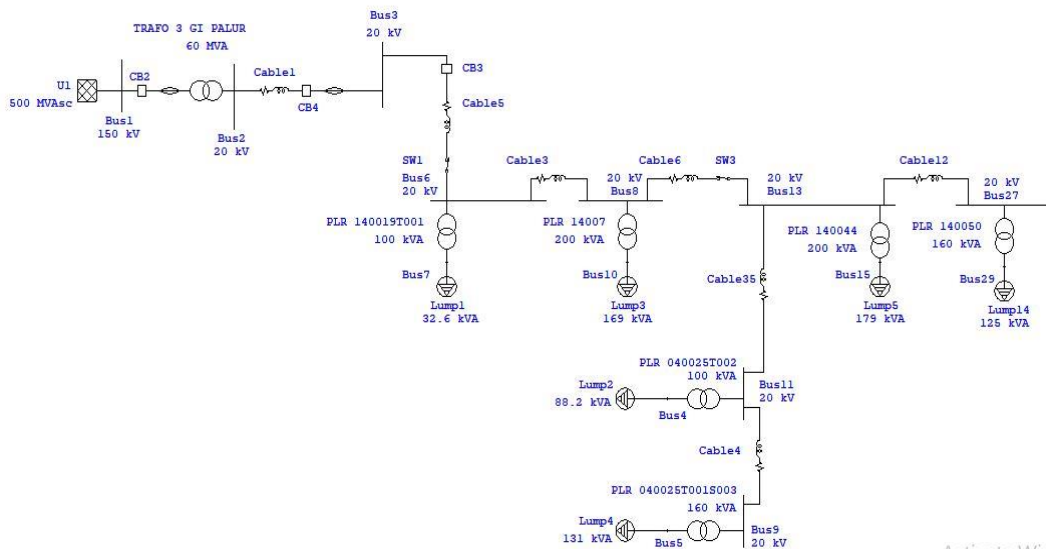 Bus3
20 kV
TRAFO 3 GI PALUR
60 MVA
U1
500 MVAsc
CB2
Bus1
150 kV
Bus2
20 kV
Cable1
CB4
CB3
Cable5
SW1
Bus6
20 kV
Cable3
20 kV
Bus8
Cable6
SW3
20 kV
Bus13
Cable12
20 kV
Bus27
PLR 140019T001
100 kVA
Bus7
Lump1
32.6 kVA
PLR 14007
200 kVA
Bus10
Lump3
169 kVA
Cable35
PLR 140044
200 kVA
Bus15
Lump5
179 kVA
PLR 140050
160 kVA
Bus29
Lump14
125 kVA
PLR 040025T002
100 kVA
Lump2
88.2 kVA
Bus4
Bus11
20 kV
Cable4
PLR 040025T001S003
160 kVA
Lump4
131 kVA
Bus5
Bus9
20 kV